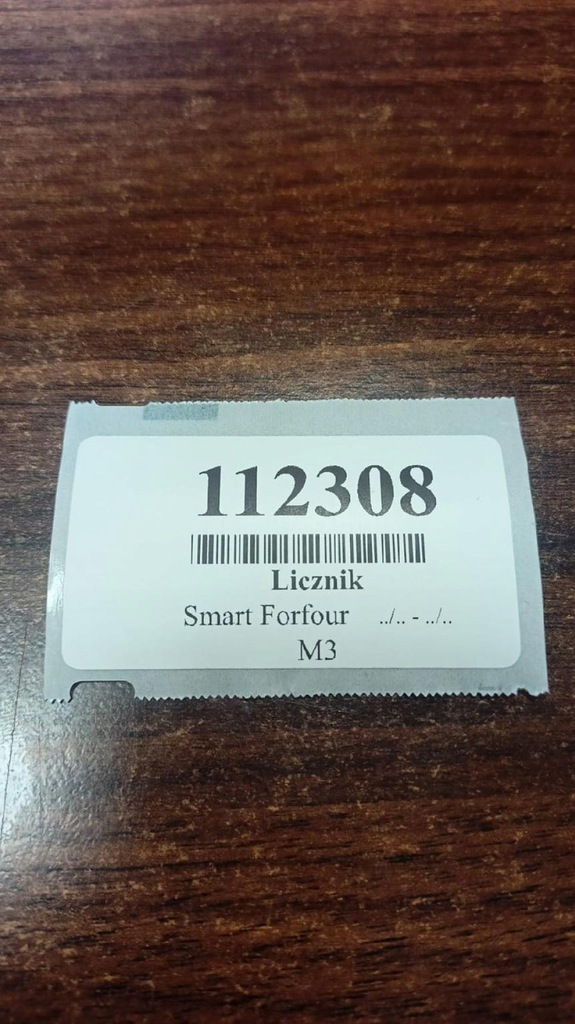 112308
Licznik
Smart Forfour ../.. - ../..
M3